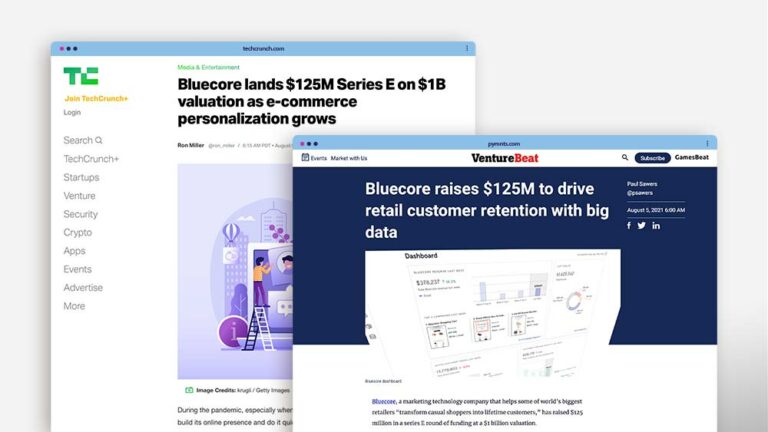 techcrunch.com
TC
Join TechCrunch+
Login
Search
TechCrunch+
Startups
Venture
Security
Crypto
Apps
Events
Advertise
More
Media & Entertainment
Bluecore lands $125M Series E on $1B
valuation as e-commerce
personalization grows
Ron Miller @ron_miller / 6:15 AM PDT • August
Image Credits: krugli / Getty Images
During the pandemic, especially when
build its online presence and do it quic
pymnts.com
Events Market with Us
VentureBeat
Subscribe
GamesBeat
Bluecore raises $125M to drive
retail customer retention with big
data
Paul Sawers
@psawers
August 5, 2021 6:00 AM
Dashboard
$378,237
Bluecore dashboard
Bluecore, a marketing technology company that helps some of world's biggest
retailers "transform casual shoppers into lifetime customers," has raised $125
million in a series E round of funding at a $1 billion valuation.